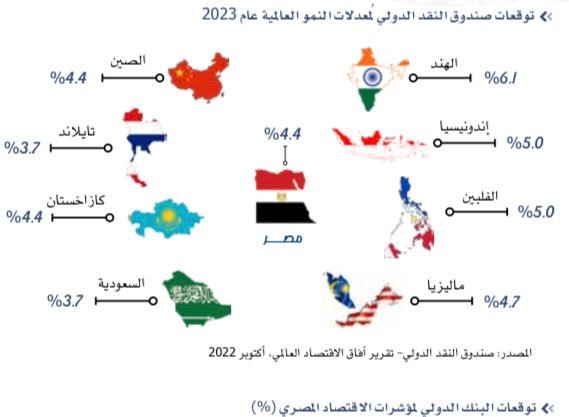 ›› توقعات صندوق النقد الدولي لمعدلات النمو العالمية عام 2023
الهند
%6.1
الصين
%4.4
إندونيسيا
%5.0
تايلاند
%3.7
%4.4
مصر
الفلبين
%5.0
كازاخستان
%4.4
ماليزيا
%4.7
السعودية
%3.7
المصدر: صندوق النقد الدولي- تقرير آفاق الاقتصاد العالمي، أكتوبر 2022
›› توقعات البنك الدولي لمؤشرات الاقتصاد المصري (%)